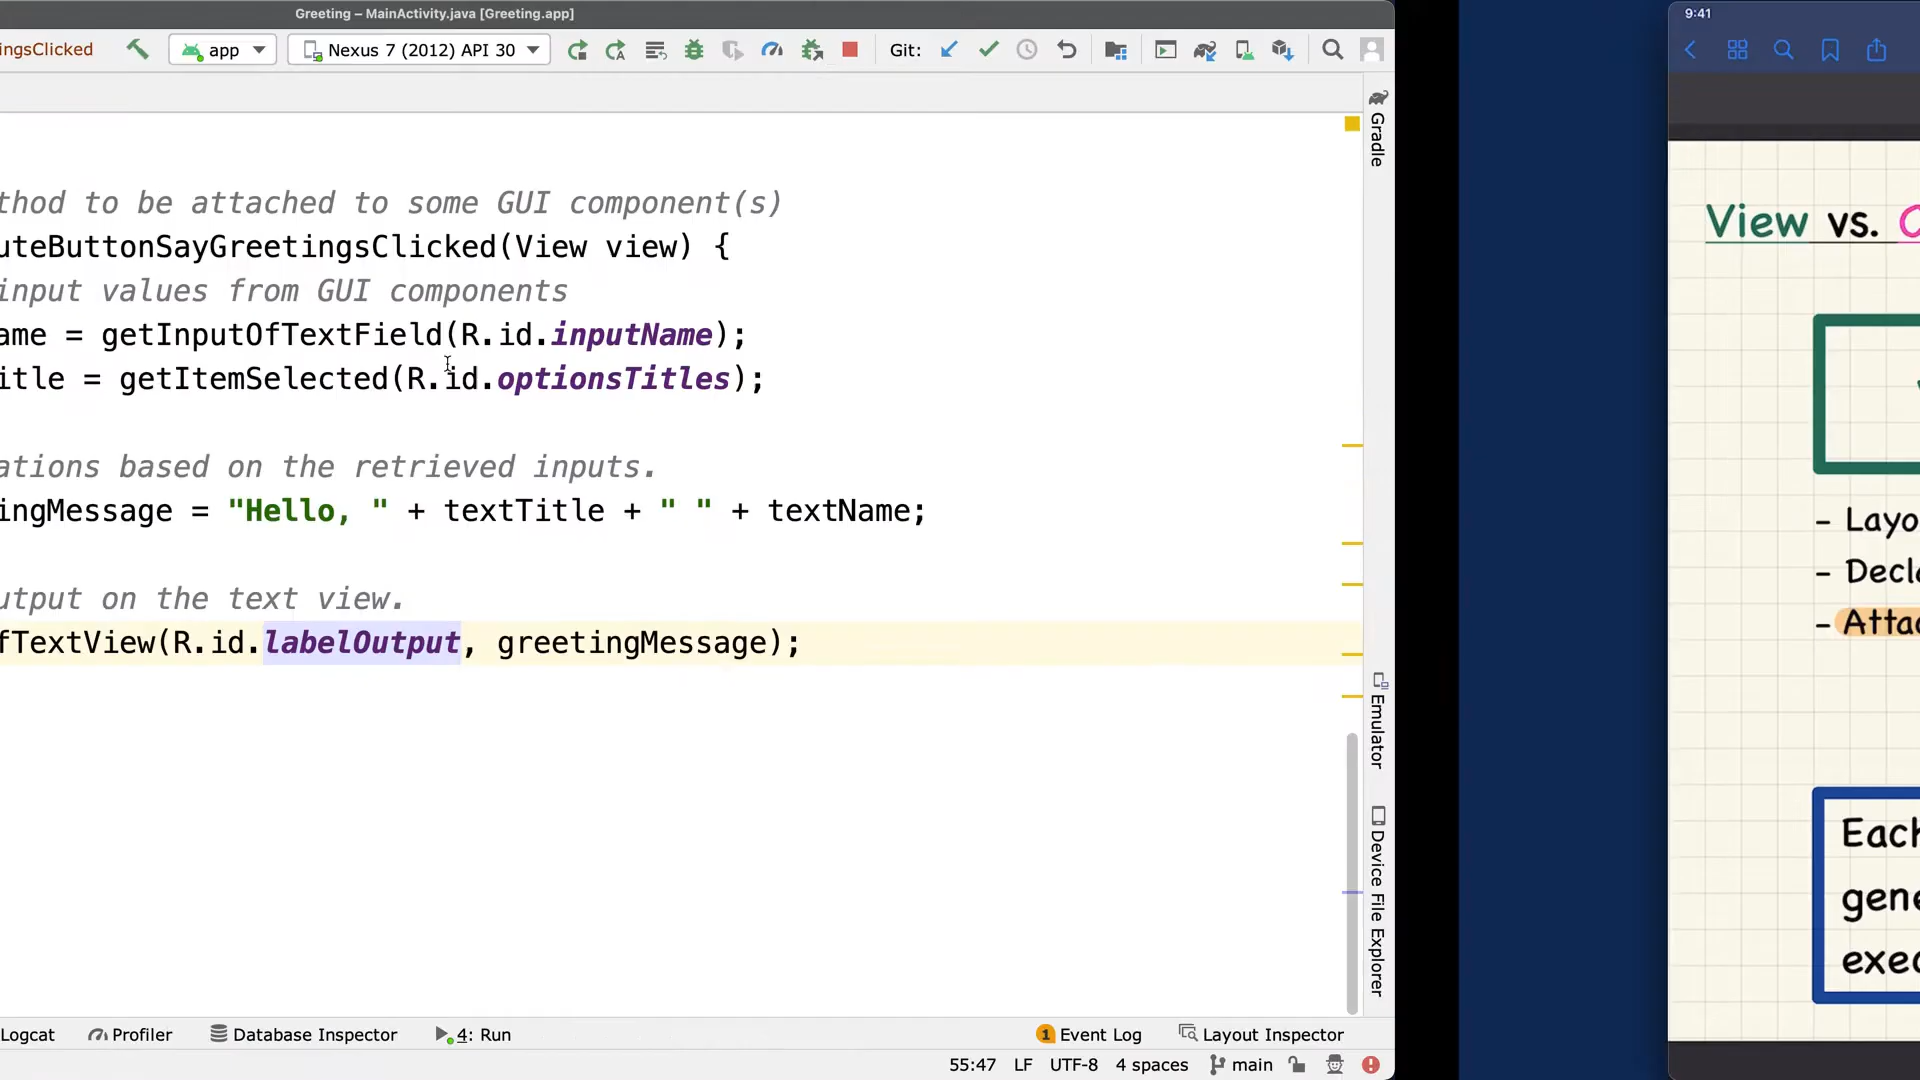 Greeting – MainActivity.java [Greeting.app]
ingsClicked
app
Nexus 7 (2012) API 30
Git:
Gradle
thod to be attached to some GUI component(s)
uteButtonSayGreetingsClicked(View view) {
input values from GUI components
ame = getInputOfTextField(R.id.inputName);
itle = getItemSelected(R.id.optionsTitles);
ations based on the retrieved inputs.
ingMessage = "Hello, " + textTitle + " " + textName;
utput on the text view.
fTextView(R.id.labelOutput, greetingMessage);
Emulator
Device File Explorer
Logcat
Profiler
Database Inspector
4: Run
1 Event Log
Layout Inspector
55:47
LF
UTF-8
4 spaces
main
9:41
View vs.
- Layo
- Decla
- Attac
Each
gene
exec